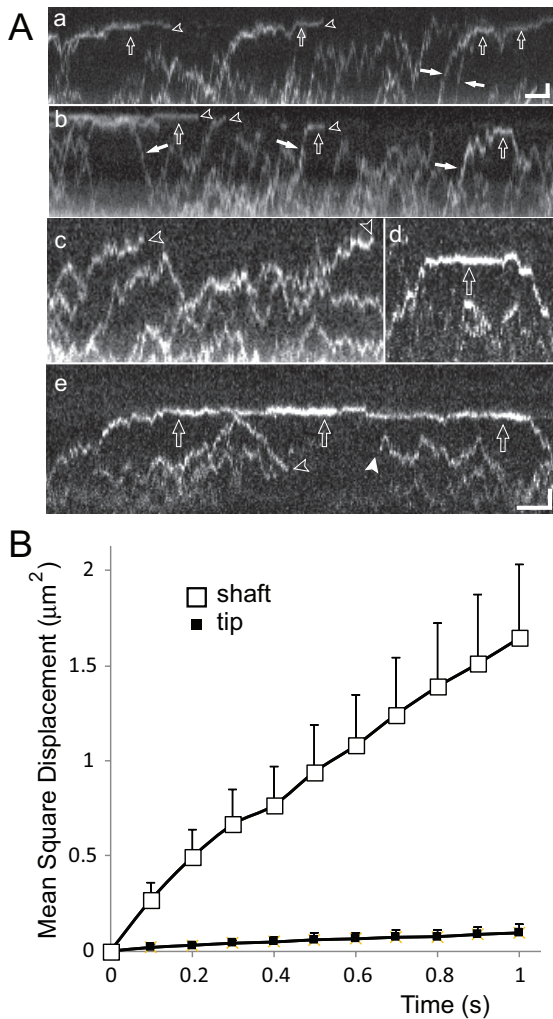 A
a
b
c
d
e
B
Mean Square Displacement (μm²)
2
1.5
1
0.5
0
shaft
tip
0 0.2 0.4 0.6 0.8 1
Time (s)